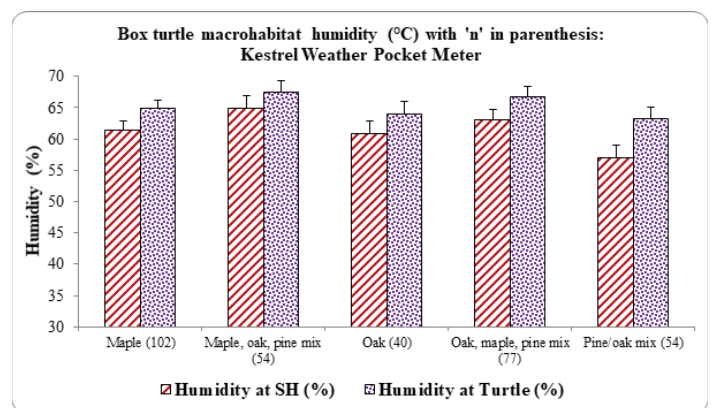 Box turtle macrohabitat humidity (°C) with 'n' in parenthesis:
Kestrel Weather Pocket Meter
Humidity (%)
70
65
60
55
50
45
40
35
30
Maple (102)
Maple, oak, pine mix
(54)
Oak (40)
Oak, maple, pine mix
(77)
Pine/oak mix (54)
Humidity at SH (%)
Humidity at Turtle (%)